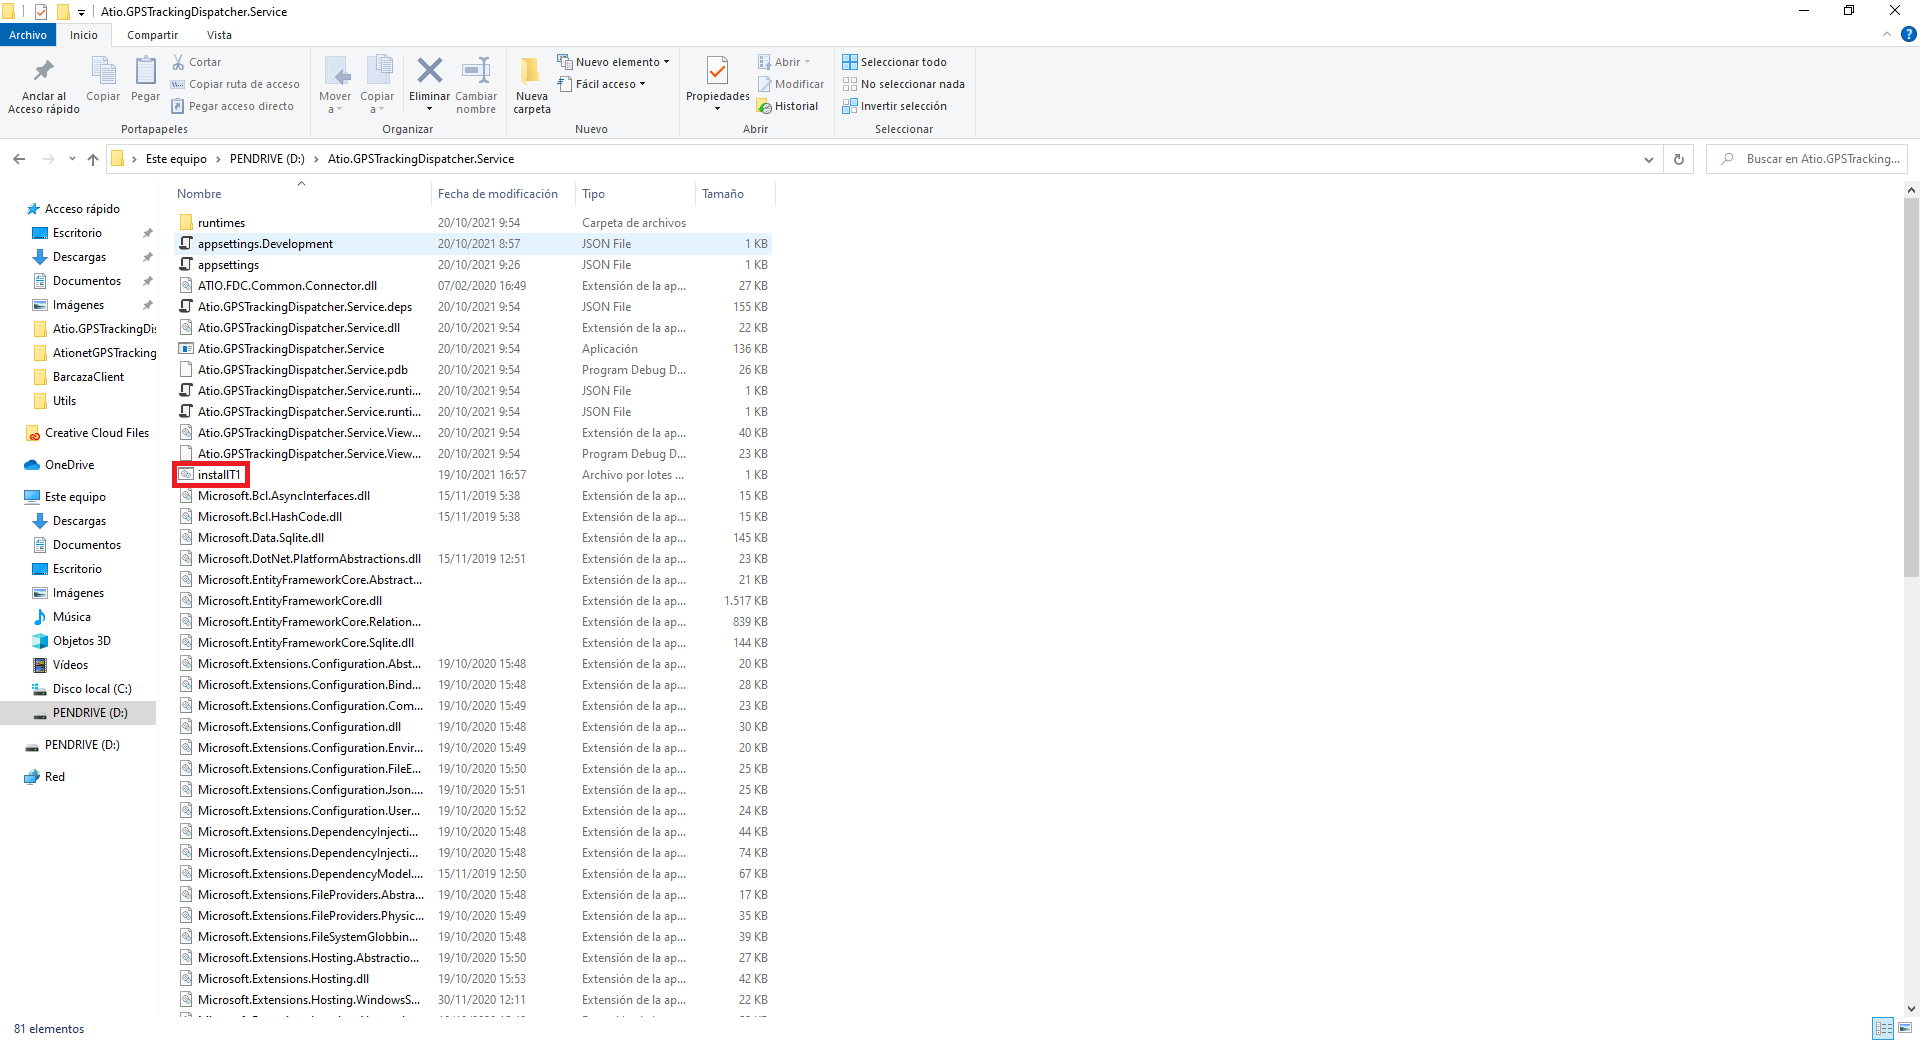 Atio.GPSTrackingDispatcher.Service
Archivo Inicio Compartir Vista
Anclar al Acceso rápido
Copiar
Pegar
Cortar
Copiar ruta de acceso
Pegar acceso directo
Portapapeles
Mover a
Copiar a
Eliminar
Cambiar nombre
Organizar
Nueva carpeta
Nuevo elemento
Fácil acceso
Nuevo
Propiedades
Abrir
Modificar
Historial
Abrir
Seleccionar todo
No seleccionar nada
Invertir selección
Seleccionar
Este equipo > PENDRIVE (D:) > Atio.GPSTrackingDispatcher.Service
Buscar en Atio.GPSTracking...
Acceso rápido
Escritorio
Descargas
Documentos
Imágenes
Atio.GPSTrackingDis
AtionetGPSTracking
BarcazaClient
Utils
Creative Cloud Files
OneDrive
Este equipo
Descargas
Documentos
Escritorio
Imágenes
Música
Objetos 3D
Vídeos
Disco local (C:)
PENDRIVE (D:)
PENDRIVE (D:)
Red
Nombre Fecha de modificación Tipo Tamaño
runtimes 20/10/2021 9:54 Carpeta de archivos
appsettings.Development 20/10/2021 8:57 JSON File 1 KB
appsettings 20/10/2021 9:26 JSON File 1 KB
ATIO.FDC.Common.Connector.dll 07/02/2020 16:49 Extensión de la ap... 27 KB
Atio.GPSTrackingDispatcher.Service.deps 20/10/2021 9:54 JSON File 155 KB
Atio.GPSTrackingDispatcher.Service.dll 20/10/2021 9:54 Extensión de la ap... 22 KB
Atio.GPSTrackingDispatcher.Service 20/10/2021 9:54 Aplicación 136 KB
Atio.GPSTrackingDispatcher.Service.pdb 20/10/2021 9:54 Program Debug D... 26 KB
Atio.GPSTrackingDispatcher.Service.runti... 20/10/2021 9:54 JSON File 1 KB
Atio.GPSTrackingDispatcher.Service.runti... 20/10/2021 9:54 JSON File 1 KB
Atio.GPSTrackingDispatcher.Service.View... 20/10/2021 9:54 Extensión de la ap... 40 KB
Atio.GPSTrackingDispatcher.Service.View... 20/10/2021 9:54 Program Debug D... 23 KB
installT1 19/10/2021 16:57 Archivo por lotes ... 1 KB
Microsoft.Bcl.AsyncInterfaces.dll 15/11/2019 5:38 Extensión de la ap... 15 KB
Microsoft.Bcl.HashCode.dll 15/11/2019 5:38 Extensión de la ap... 15 KB
Microsoft.Data.Sqlite.dll Extensión de la ap... 145 KB
Microsoft.DotNet.PlatformAbstractions.dll 15/11/2019 12:51 Extensión de la ap... 23 KB
Microsoft.EntityFrameworkCore.Abstract... Extensión de la ap... 21 KB
Microsoft.EntityFrameworkCore.dll Extensión de la ap... 1.517 KB
Microsoft.EntityFrameworkCore.Relation... Extensión de la ap... 839 KB
Microsoft.EntityFrameworkCore.Sqlite.dll Extensión de la ap... 144 KB
Microsoft.Extensions.Configuration.Abst... 19/10/2020 15:48 Extensión de la ap... 20 KB
Microsoft.Extensions.Configuration.Bind... 19/10/2020 15:48 Extensión de la ap... 28 KB
Microsoft.Extensions.Configuration.Com... 19/10/2020 15:49 Extensión de la ap... 23 KB
Microsoft.Extensions.Configuration.dll 19/10/2020 15:48 Extensión de la ap... 30 KB
Microsoft.Extensions.Configuration.Envir... 19/10/2020 15:49 Extensión de la ap... 20 KB
Microsoft.Extensions.Configuration.FileE... 19/10/2020 15:50 Extensión de la ap... 25 KB
Microsoft.Extensions.Configuration.Json.... 19/10/2020 15:51 Extensión de la ap... 25 KB
Microsoft.Extensions.Configuration.User... 19/10/2020 15:52 Extensión de la ap... 24 KB
Microsoft.Extensions.DependencyInjecti... 19/10/2020 15:48 Extensión de la ap... 44 KB
Microsoft.Extensions.DependencyInjecti... 19/10/2020 15:48 Extensión de la ap... 74 KB
Microsoft.Extensions.DependencyModel.... 15/11/2019 12:50 Extensión de la ap... 67 KB
Microsoft.Extensions.FileProviders.Abstra... 19/10/2020 15:48 Extensión de la ap... 17 KB
Microsoft.Extensions.FileProviders.Physic... 19/10/2020 15:49 Extensión de la ap... 35 KB
Microsoft.Extensions.FileSystemGlobbin... 19/10/2020 15:48 Extensión de la ap... 39 KB
Microsoft.Extensions.Hosting.Abstractio... 19/10/2020 15:50 Extensión de la ap... 27 KB
Microsoft.Extensions.Hosting.dll 19/10/2020 15:53 Extensión de la ap... 42 KB
Microsoft.Extensions.Hosting.WindowsS... 30/11/2020 12:11 Extensión de la ap... 22 KB
81 elementos